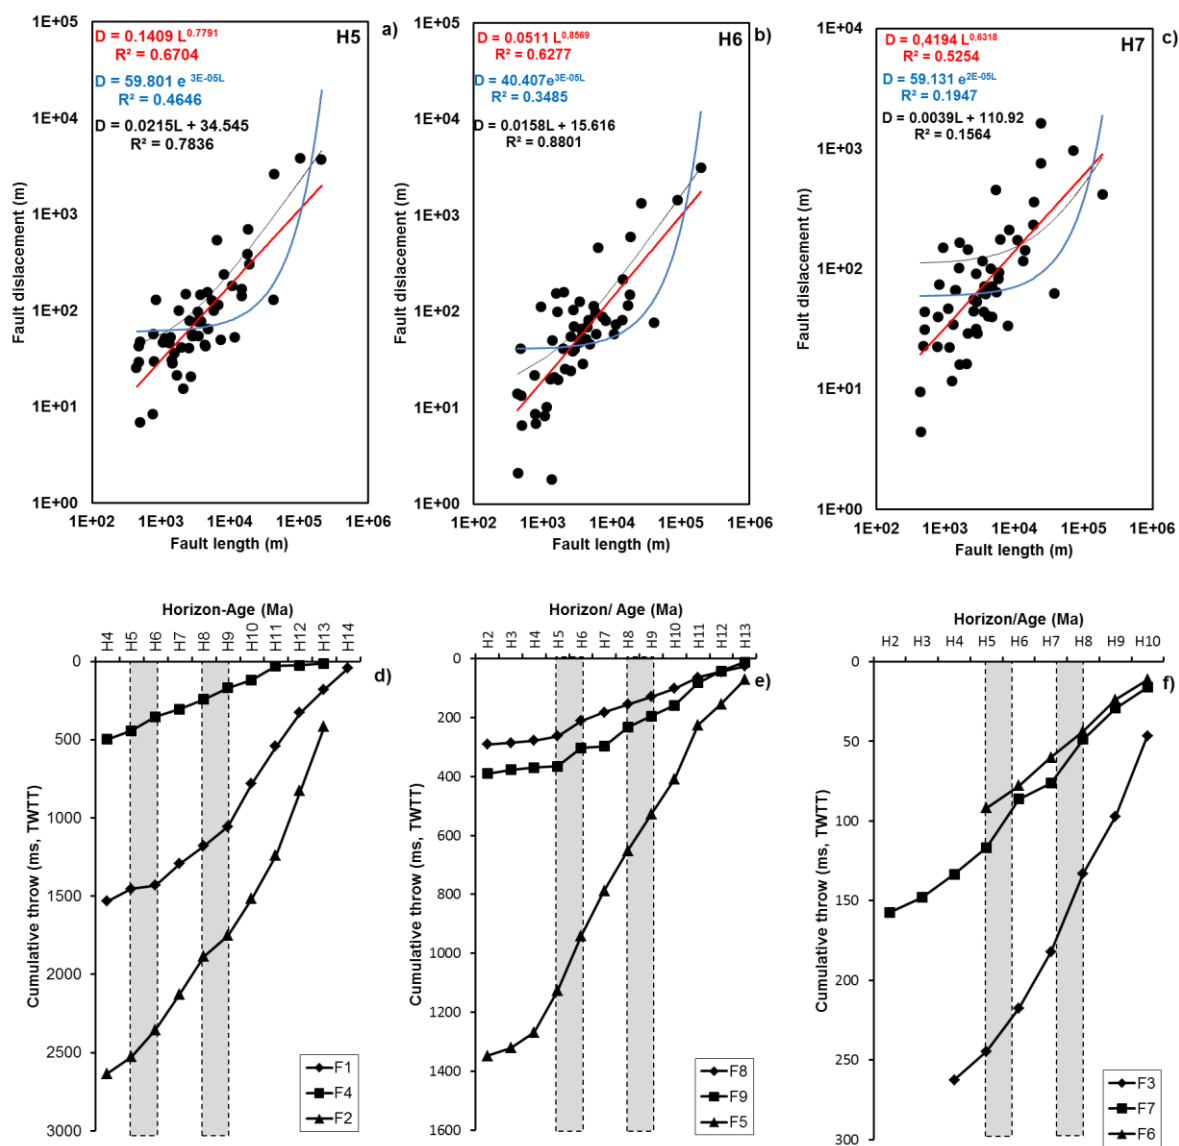 a)
H5
D = 0.1409 L^0.7791
R² = 0.6704
D = 59.801 e ^3E-05L
R² = 0.4646
D = 0.0215L + 34.545
R² = 0.7836
1E+05
1E+04
1E+03
1E+02
1E+01
1E+00
Fault dislacement (m)
1E+02 1E+03 1E+04 1E+05 1E+06
Fault length (m)
b)
H6
D = 0.0511 L^0,8569
R² = 0.6277
D = 40.407e^3E-05L
R² = 0.3485
D = 0.0158L + 15.616
R² = 0.8801
1E+05
1E+04
1E+03
1E+02
1E+01
1E+00
Fault dislacement (m)
1E+02 1E+03 1E+04 1E+05 1E+06
Fault length (m)
c)
H7
D = 0,4194 L^0,6318
R² = 0.5254
D = 59.131 e^2E-05L
R² = 0.1947
D = 0.0039L + 110.92
R² = 0.1564
1E+04
1E+03
1E+02
1E+01
1E+00
Fault dislacement (m)
1E+02 1E+03 1E+04 1E+05 1E+06
Fault length (m)
Horizon-Age (Ma)
H4 H5 H6 H7 H8 H9 H10 H11 H12 H13 H14
d)
0
500
1000
1500
2000
2500
3000
Cumulative throw (ms, TWTT)
F1
F4
F2
Horizon/ Age (Ma)
H2 H3 H4 H5 H6 H7 H8 H9 H10 H11 H12 H13
e)
0
200
400
600
800
1000
1200
1400
1600
Cumulative throw (ms, TWTT)
F8
F9
F5
Horizon/Age (Ma)
H2 H3 H4 H5 H6 H7 H8 H9 H10
f)
0
50
100
150
200
250
300
Cumulative throw (ms, TWTT)
F3
F7
F6